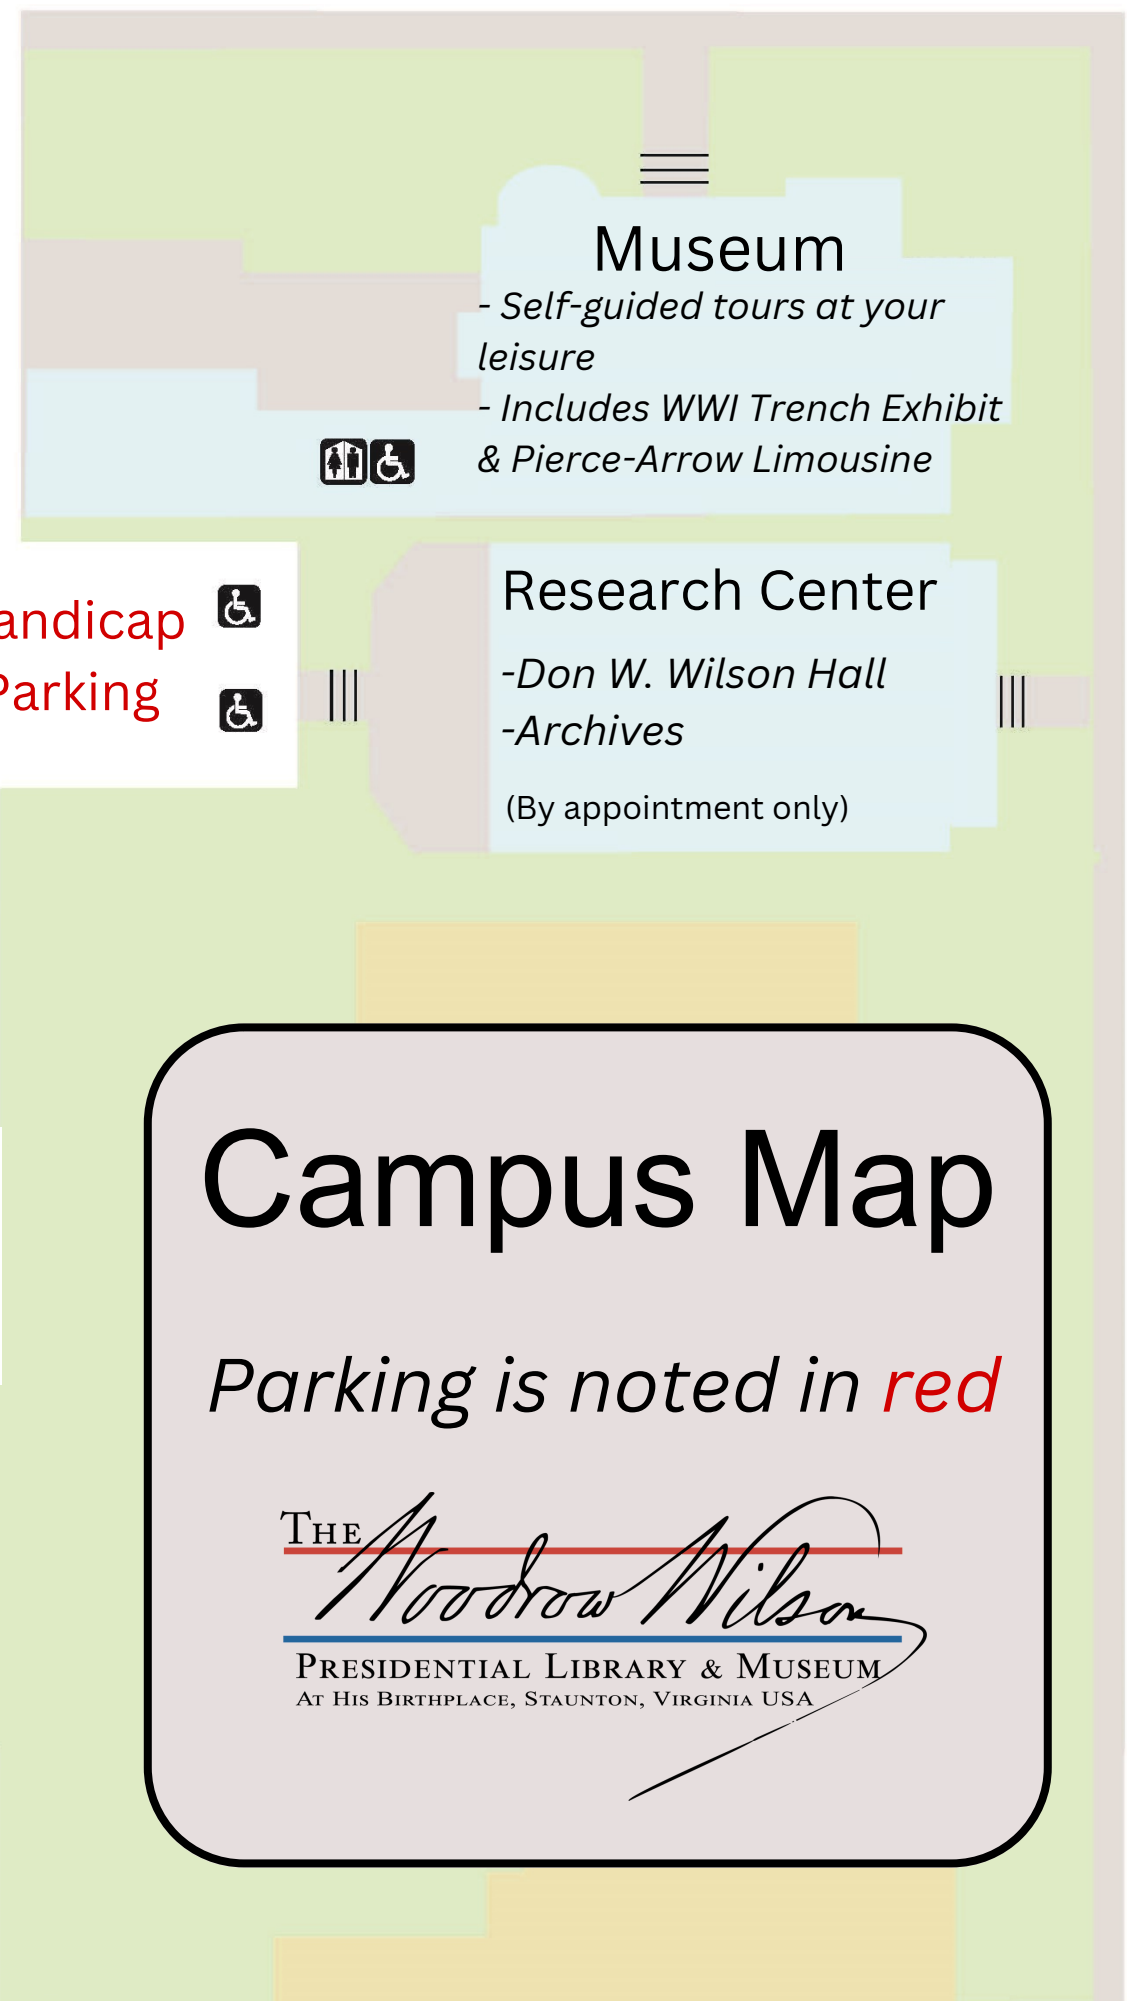 Museum
- Self-guided tours at your
leisure
- Includes WWI Trench Exhibit
& Pierce-Arrow Limousine
andicap
Parking
Research Center
-Don W. Wilson Hall
-Archives
(By appointment only)
Campus Map
Parking is noted in red
THE
Woodrow Wilson
PRESIDENTIAL LIBRARY & MUSEUM
AT HIS BIRTHPLACE, STAUNTON, VIRGINIA USA